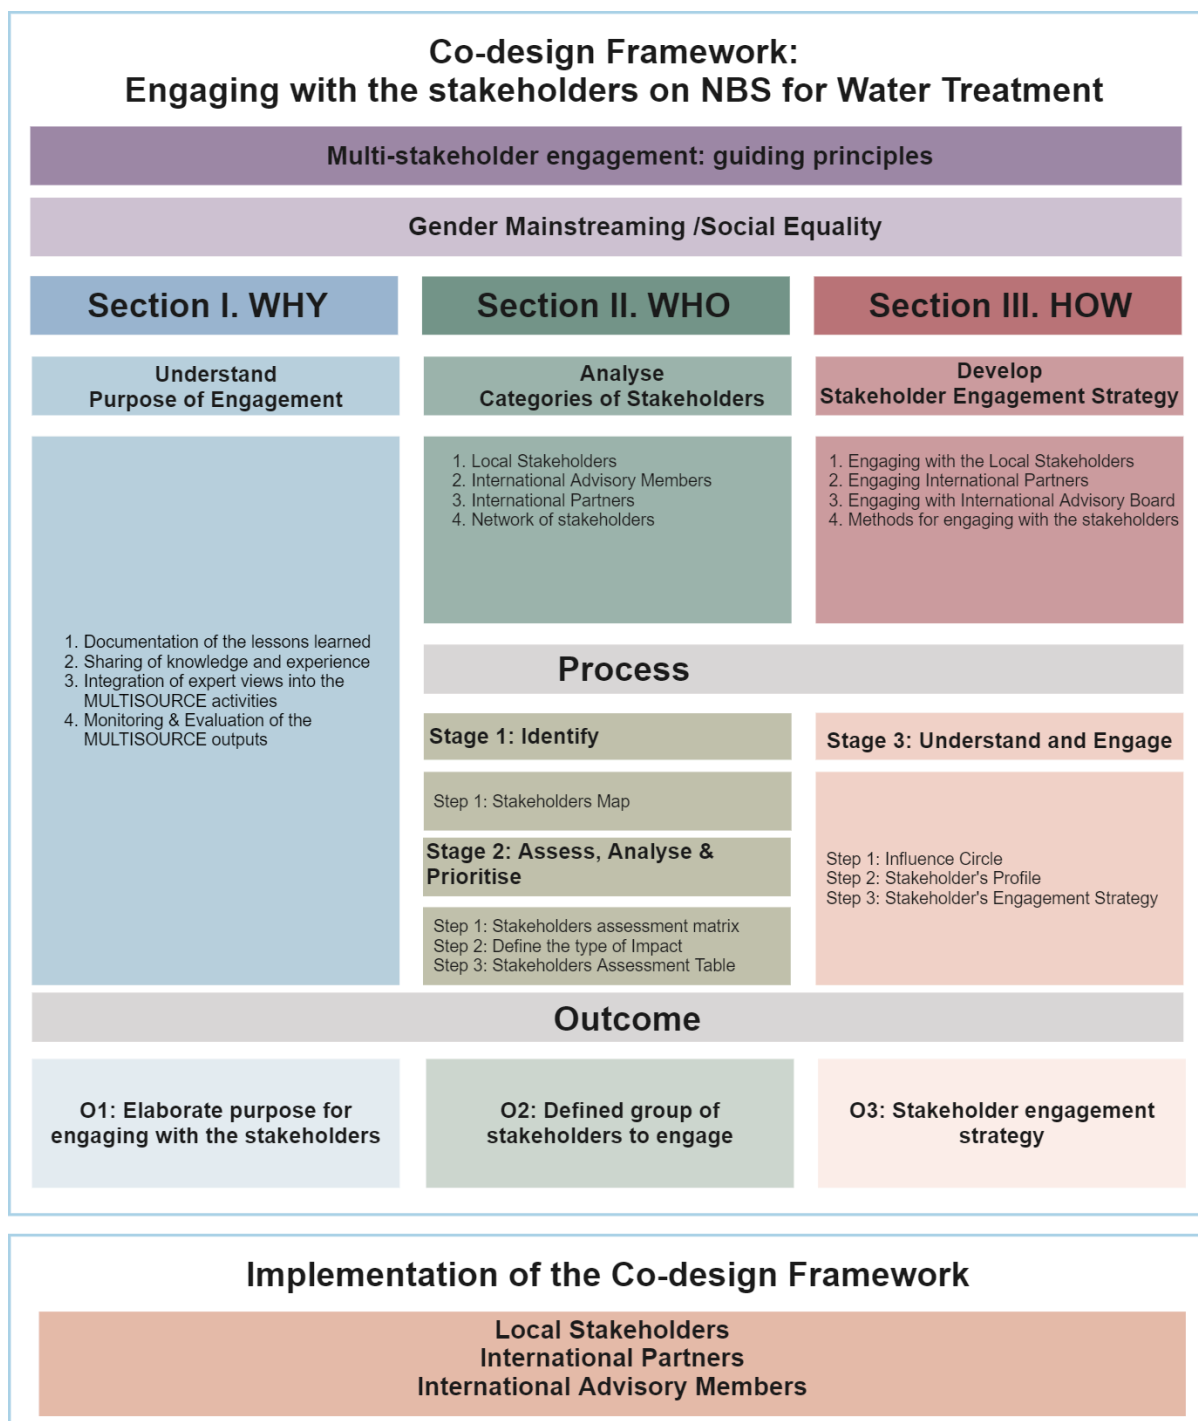 Co-design Framework:
Engaging with the stakeholders on NBS for Water Treatment
Multi-stakeholder engagement: guiding principles
Gender Mainstreaming /Social Equality
Section I. WHY
Understand
Purpose of Engagement
1. Documentation of the lessons learned
2. Sharing of knowledge and experience
3. Integration of expert views into the
MULTISOURCE activities
4. Monitoring & Evaluation of the
MULTISOURCE outputs
Section II. WHO
Analyse
Categories of Stakeholders
1. Local Stakeholders
2. International Advisory Members
3. International Partners
4. Network of stakeholders
Section III. HOW
Develop
Stakeholder Engagement Strategy
1. Engaging with the Local Stakeholders
2. Engaging International Partners
3. Engaging with International Advisory Board
4. Methods for engaging with the stakeholders
Process
Stage 1: Identify
Step 1: Stakeholders Map
Stage 2: Assess, Analyse &
Prioritise
Step 1: Stakeholders assessment matrix
Step 2: Define the type of Impact
Step 3: Stakeholders Assessment Table
Stage 3: Understand and Engage
Step 1: Influence Circle
Step 2: Stakeholder's Profile
Step 3: Stakeholder's Engagement Strategy
Outcome
O1: Elaborate purpose for
engaging with the stakeholders
O2: Defined group of
stakeholders to engage
O3: Stakeholder engagement
strategy
Implementation of the Co-design Framework
Local Stakeholders
International Partners
International Advisory Members